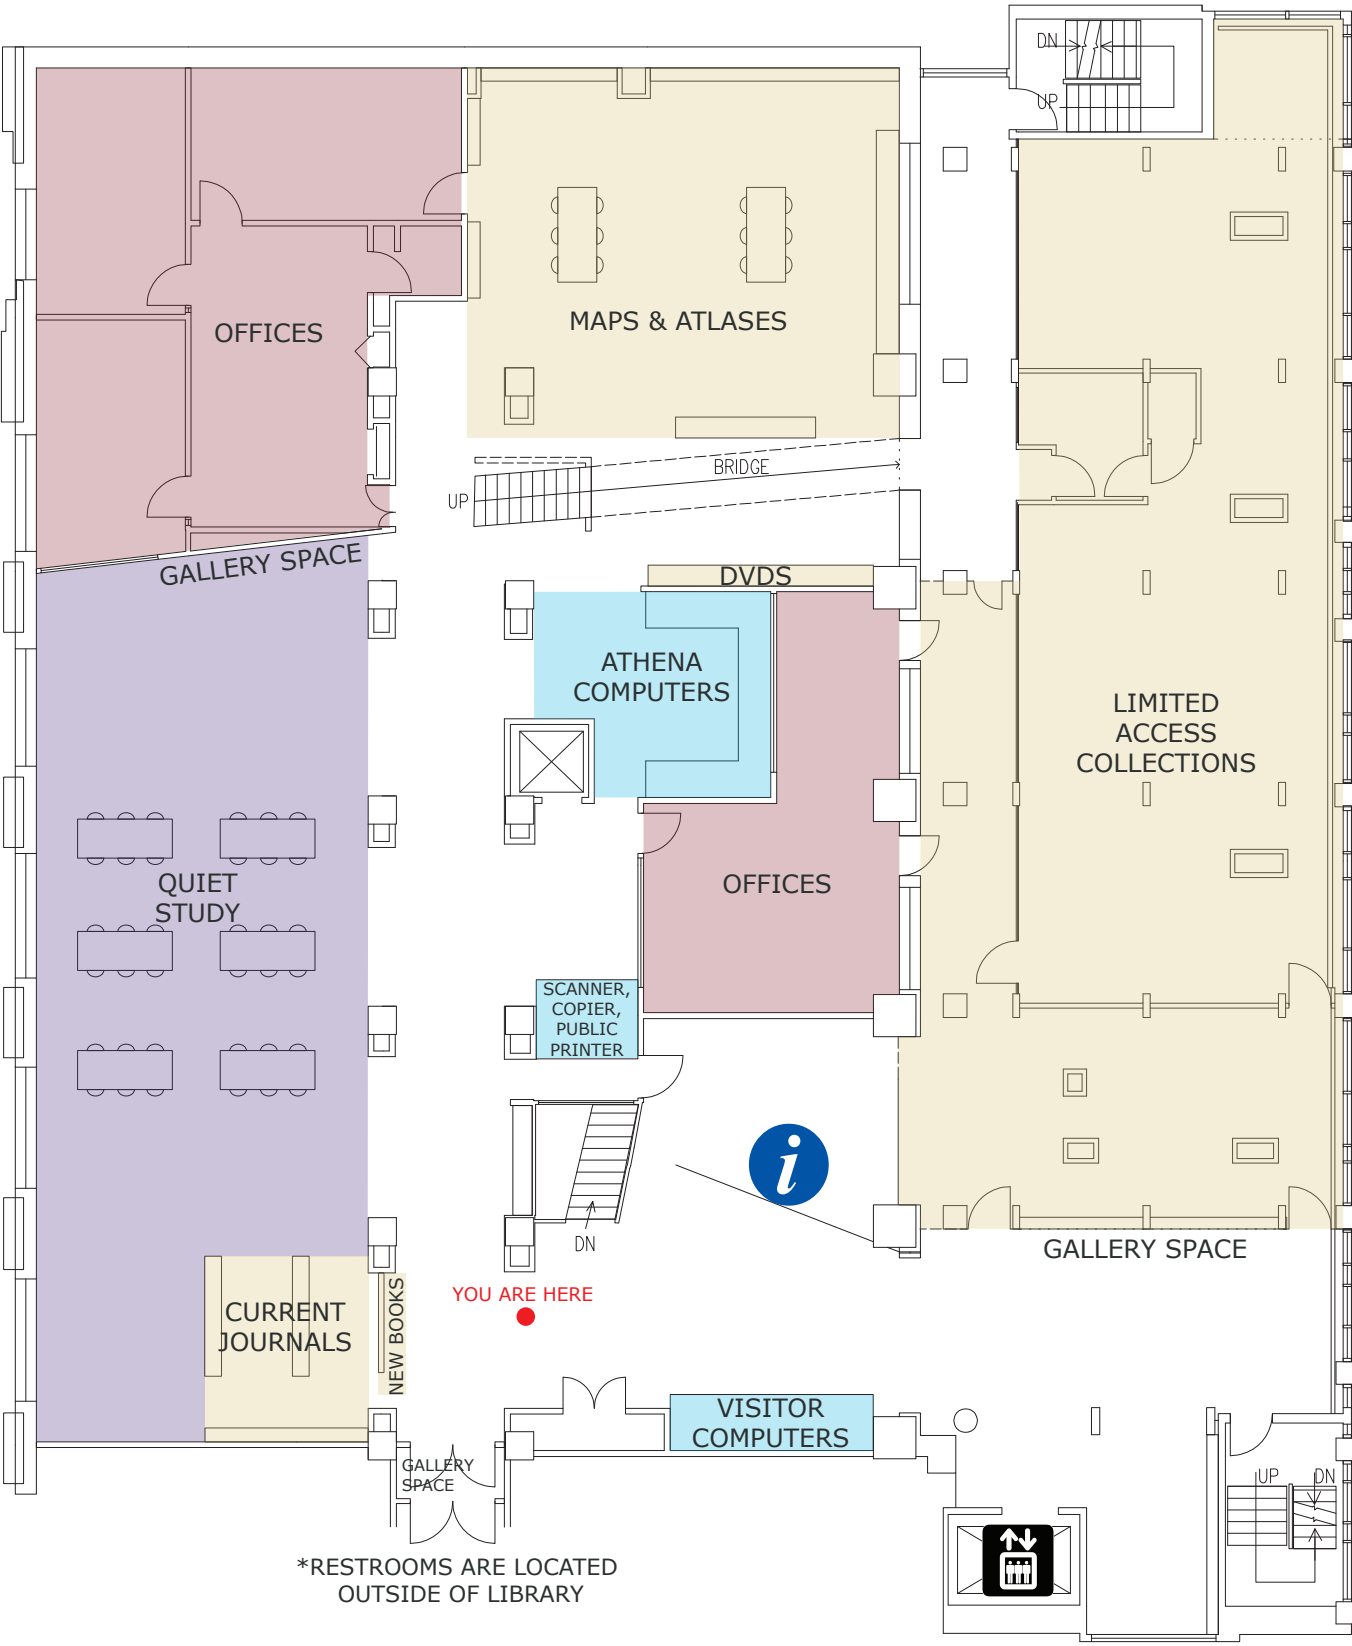 DN
UP
OFFICES
MAPS & ATLASES
BRIDGE
UP
GALLERY SPACE
DVDS
ATHENA
COMPUTERS
LIMITED
ACCESS
COLLECTIONS
QUIET
STUDY
OFFICES
SCANNER,
COPIER,
PUBLIC
PRINTER
i
DN
GALLERY SPACE
YOU ARE HERE
CURRENT
JOURNALS
NEW BOOKS
VISITOR
COMPUTERS
GALLERY
SPACE
UP DN
*RESTROOMS ARE LOCATED
OUTSIDE OF LIBRARY